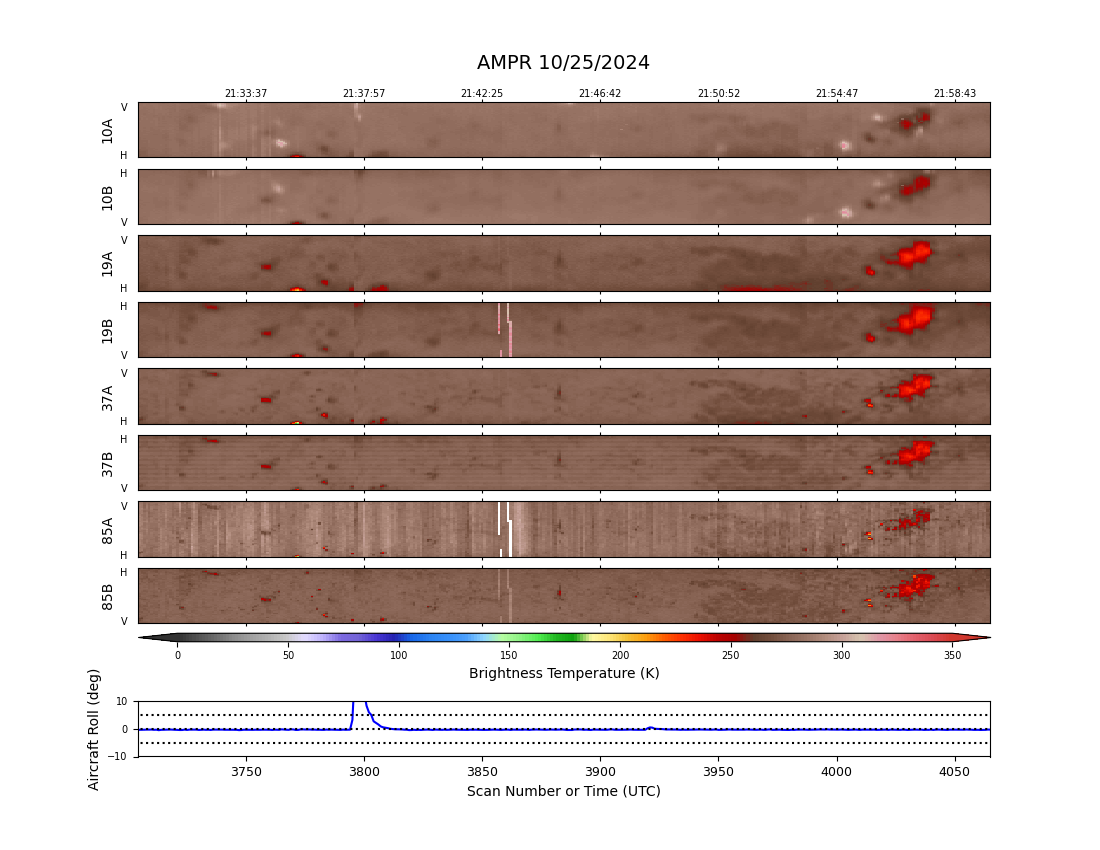 AMPR 10/25/2024
21:33:37 21:37:57 21:42:25 21:46:42 21:50:52 21:54:47 21:58:43
V
10A
H
H
10B
V
V
19A
H
H
19B
V
V
37A
H
H
37B
V
V
85A
H
H
85B
V
0 50 100 150 200 250 300 350
Brightness Temperature (K)
Aircraft Roll (deg)
10
0
−10
3750 3800 3850 3900 3950 4000 4050
Scan Number or Time (UTC)